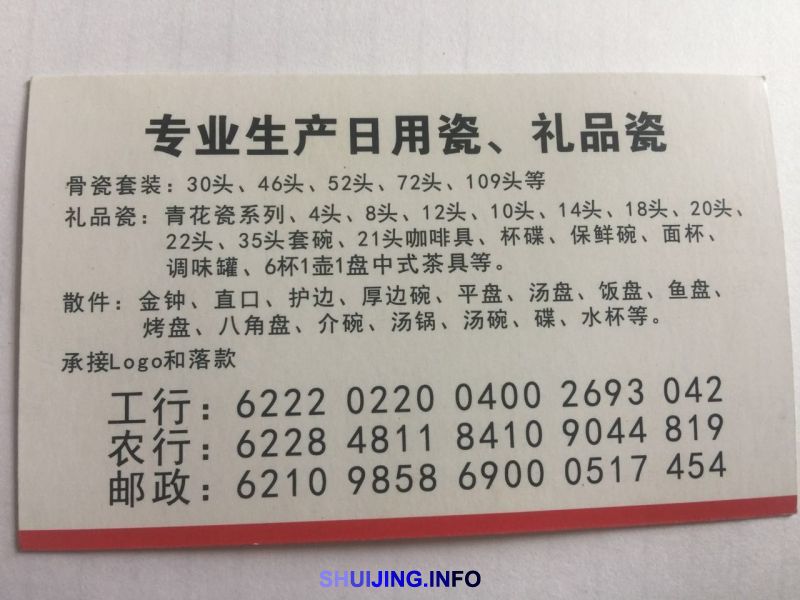 专业生产日用瓷、礼品瓷
骨瓷套装：30头、46头、52头、72头、109头等
礼品瓷：青花瓷系列、4头、8头、12头、10头、14头、18头、20头、
22头、35头套碗、21头咖啡具、杯碟、保鲜碗、面杯、
调味罐、6杯1壶1盘中式茶具等。
散件：金钟、直口、护边、厚边碗、平盘、汤盘、饭盘、鱼盘、
烤盘、八角盘、介碗、汤锅、汤碗、碟、水杯等。
承接Logo和落款
工行：6222 0220 0400 2693 042
农行：6228 4811 8410 9044 819
邮政：6210 9858 6900 0517 454
SHUIJING.INFO